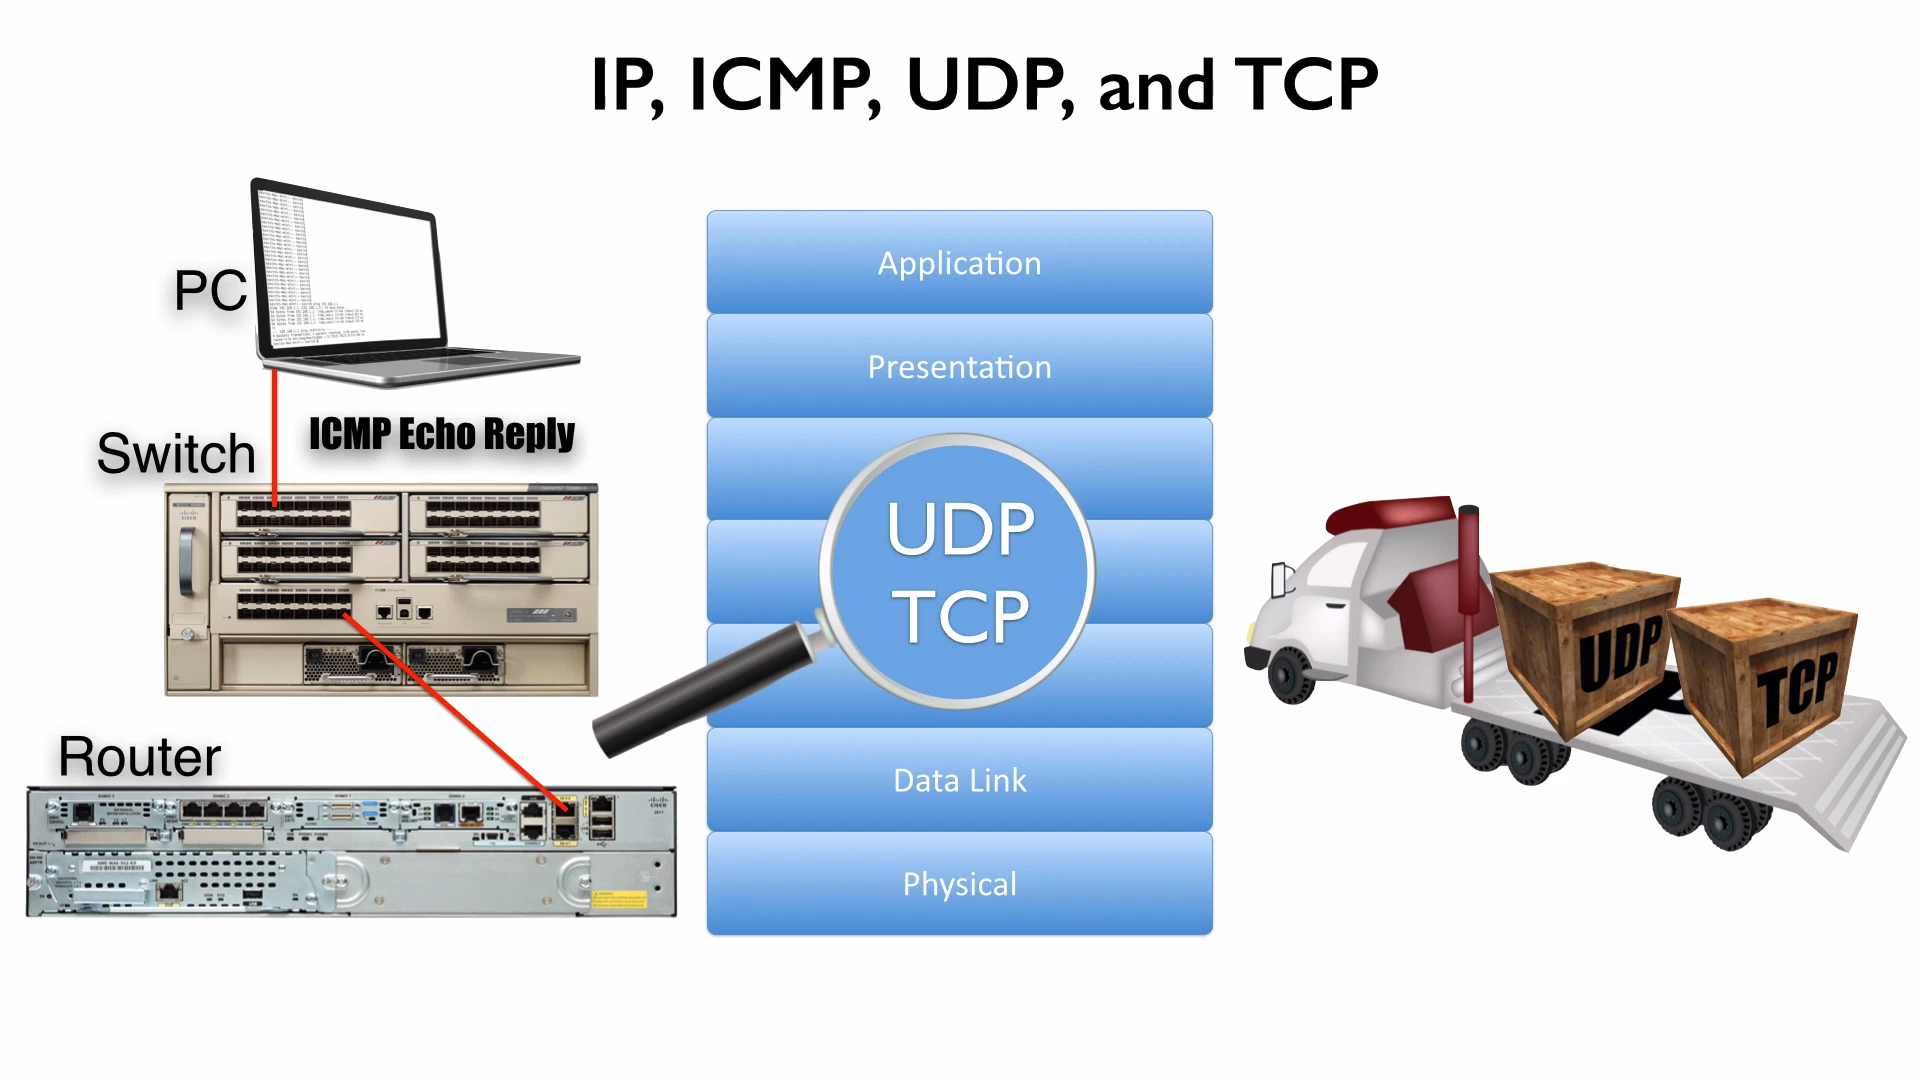 IP, ICMP, UDP, and TCP
PC
Switch
ICMP Echo Reply
Router
Application
Presentation
UDP
TCP
Data Link
Physical
UDP
TCP